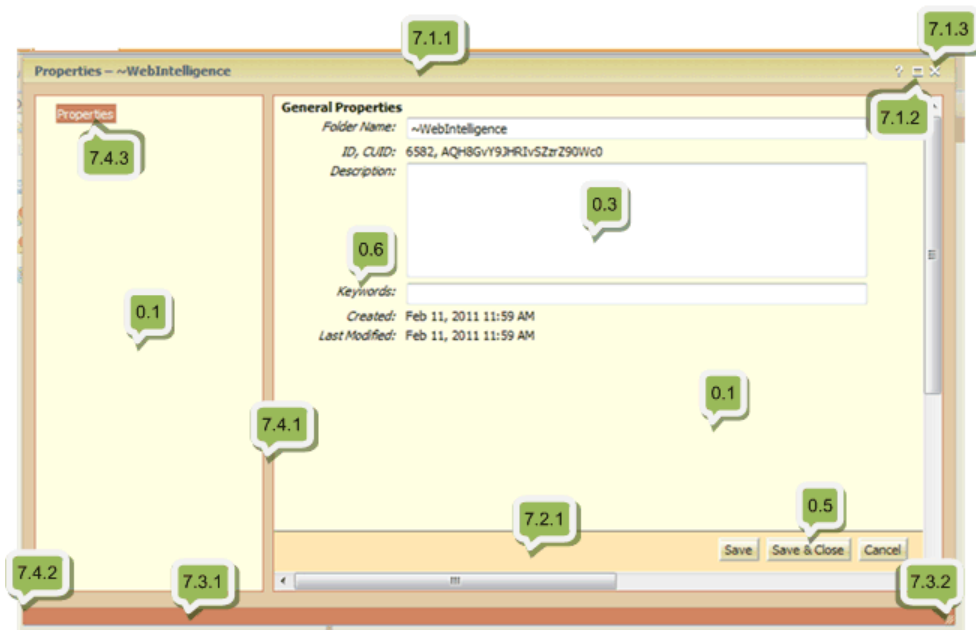 7.1.1
7.1.3
Properties – ~WebIntelligence
?
7.1.2
Properties
General Properties
Folder Name: ~WebIntelligence
7.4.3
ID, CUID: 6582, AQH8GvY9JHRIvSZzrZ90Wc0
Description:
0.3
0.6
Keywords:
0.1
Created: Feb 11, 2011 11:59 AM
Last Modified: Feb 11, 2011 11:59 AM
0.1
7.4.1
0.5
7.2.1
Save Save & Close Cancel
7.4.2
7.3.1
7.3.2